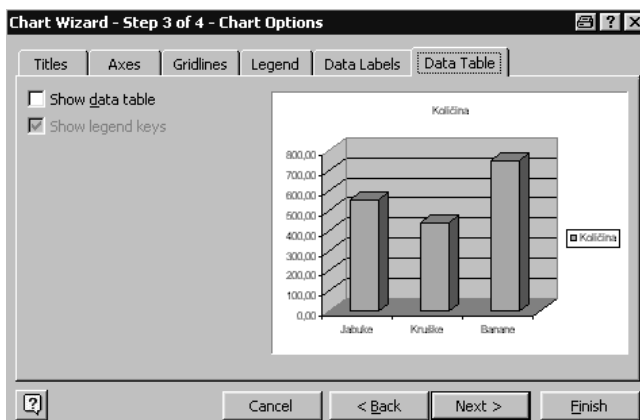 Chart Wizard - Step 3 of 4 - Chart Options
Titles Axes Gridlines Legend Data Labels Data Table
Show data table
Show legend keys
Količina
800,00
700,00
600,00
500,00
400,00
300,00
200,00
100,00
0,00
Jabuke Kruške Banane
Količina
Cancel < Back Next > Finish